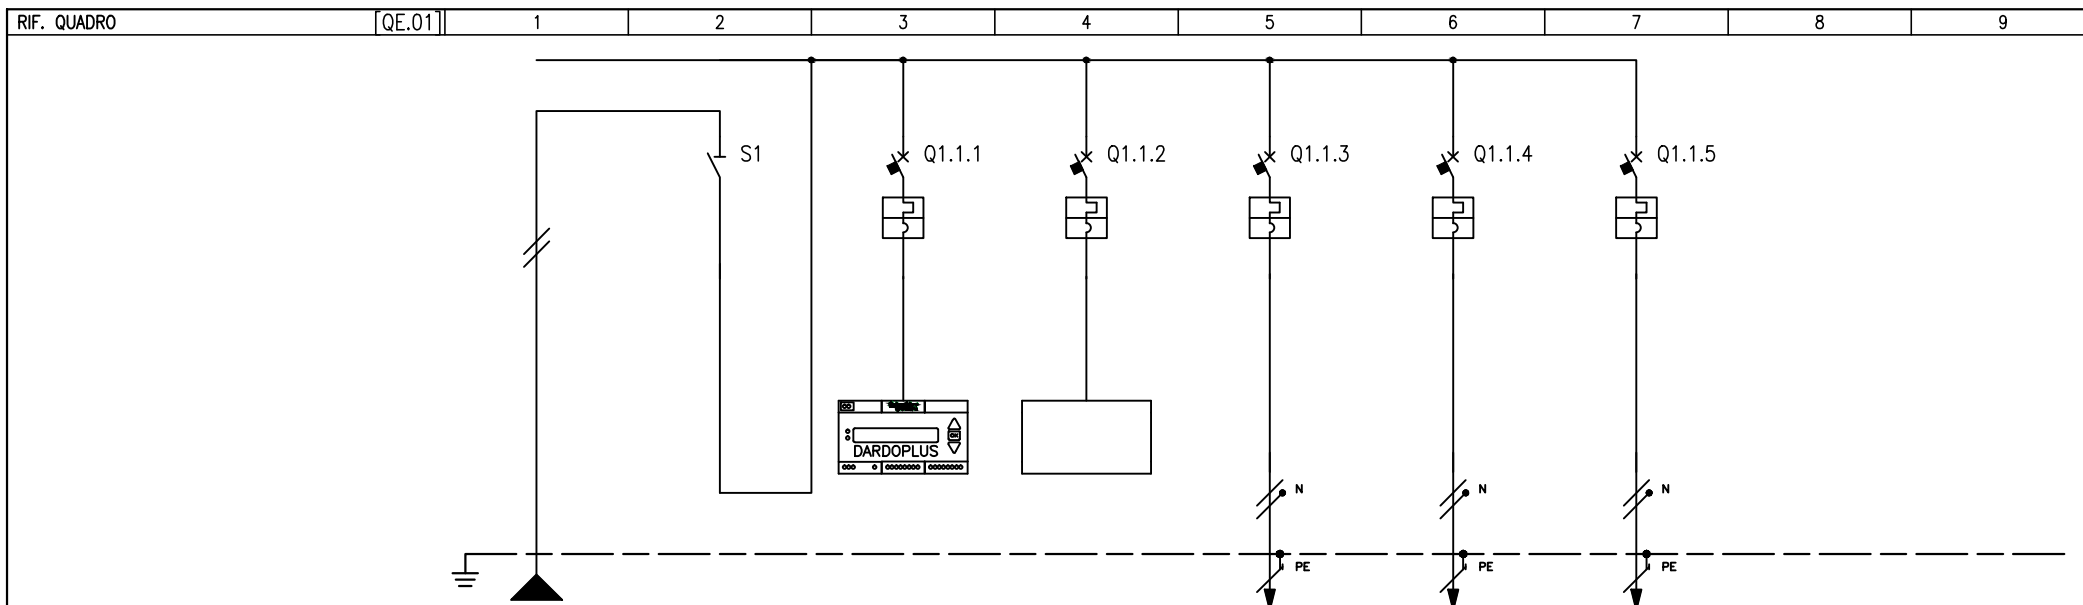 RIF. QUADRO [QE.01] 1 2 3 4 5 6 7 8 9
S1 Q1.1.1 Q1.1.2 Q1.1.3 Q1.1.4 Q1.1.5
OK
DARDOPLUS
N N N
PE PE PE